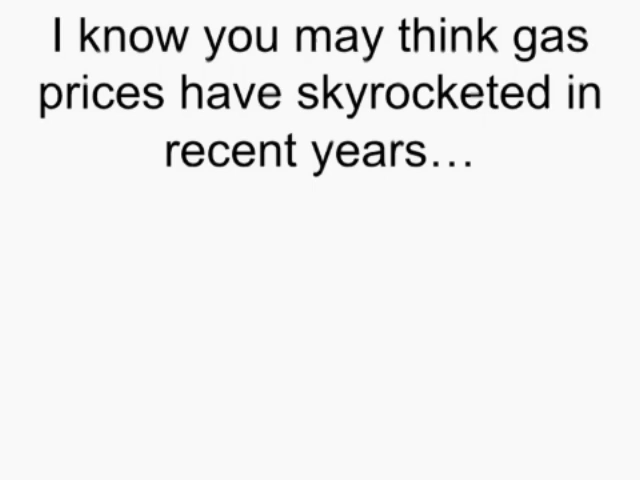 I know you may think gas
prices have skyrocketed in
recent years…